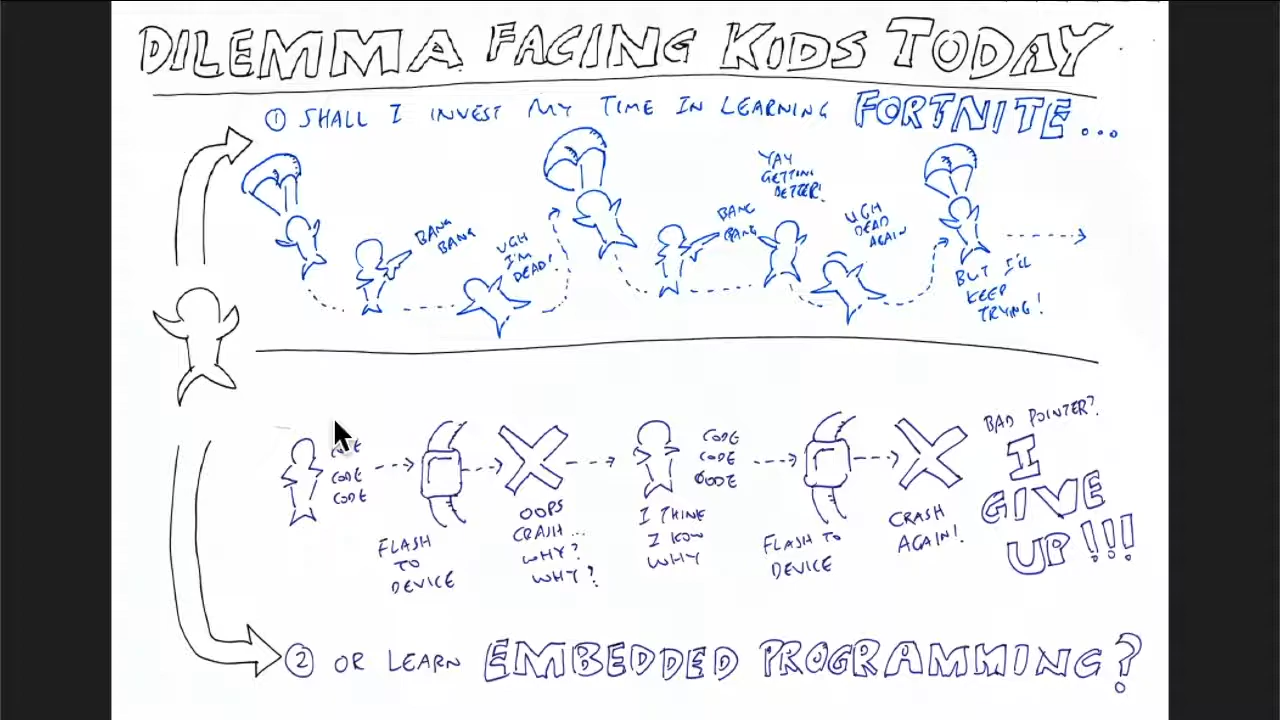 DILEMMA FACING KIDS TODAY
① SHALL I INVEST MY TIME IN LEARNING FORTNITE...
BANG
BANG
UGH
I'M
DEAD!
BANG
BANG
YAY
GETTING
BETTER!
UGH
DEAD
AGAIN
BUT I'LL
KEEP
TRYING!
CODE
CODE
CODE
FLASH
TO
DEVICE
OOPS
CRASH...
WHY?
WHY?
CODE
CODE
CODE
I THINK
I KNOW
WHY
FLASH TO
DEVICE
CRASH
AGAIN!
BAD POINTER?
I
GIVE
UP!!!
② OR LEARN EMBEDDED PROGRAMMING?